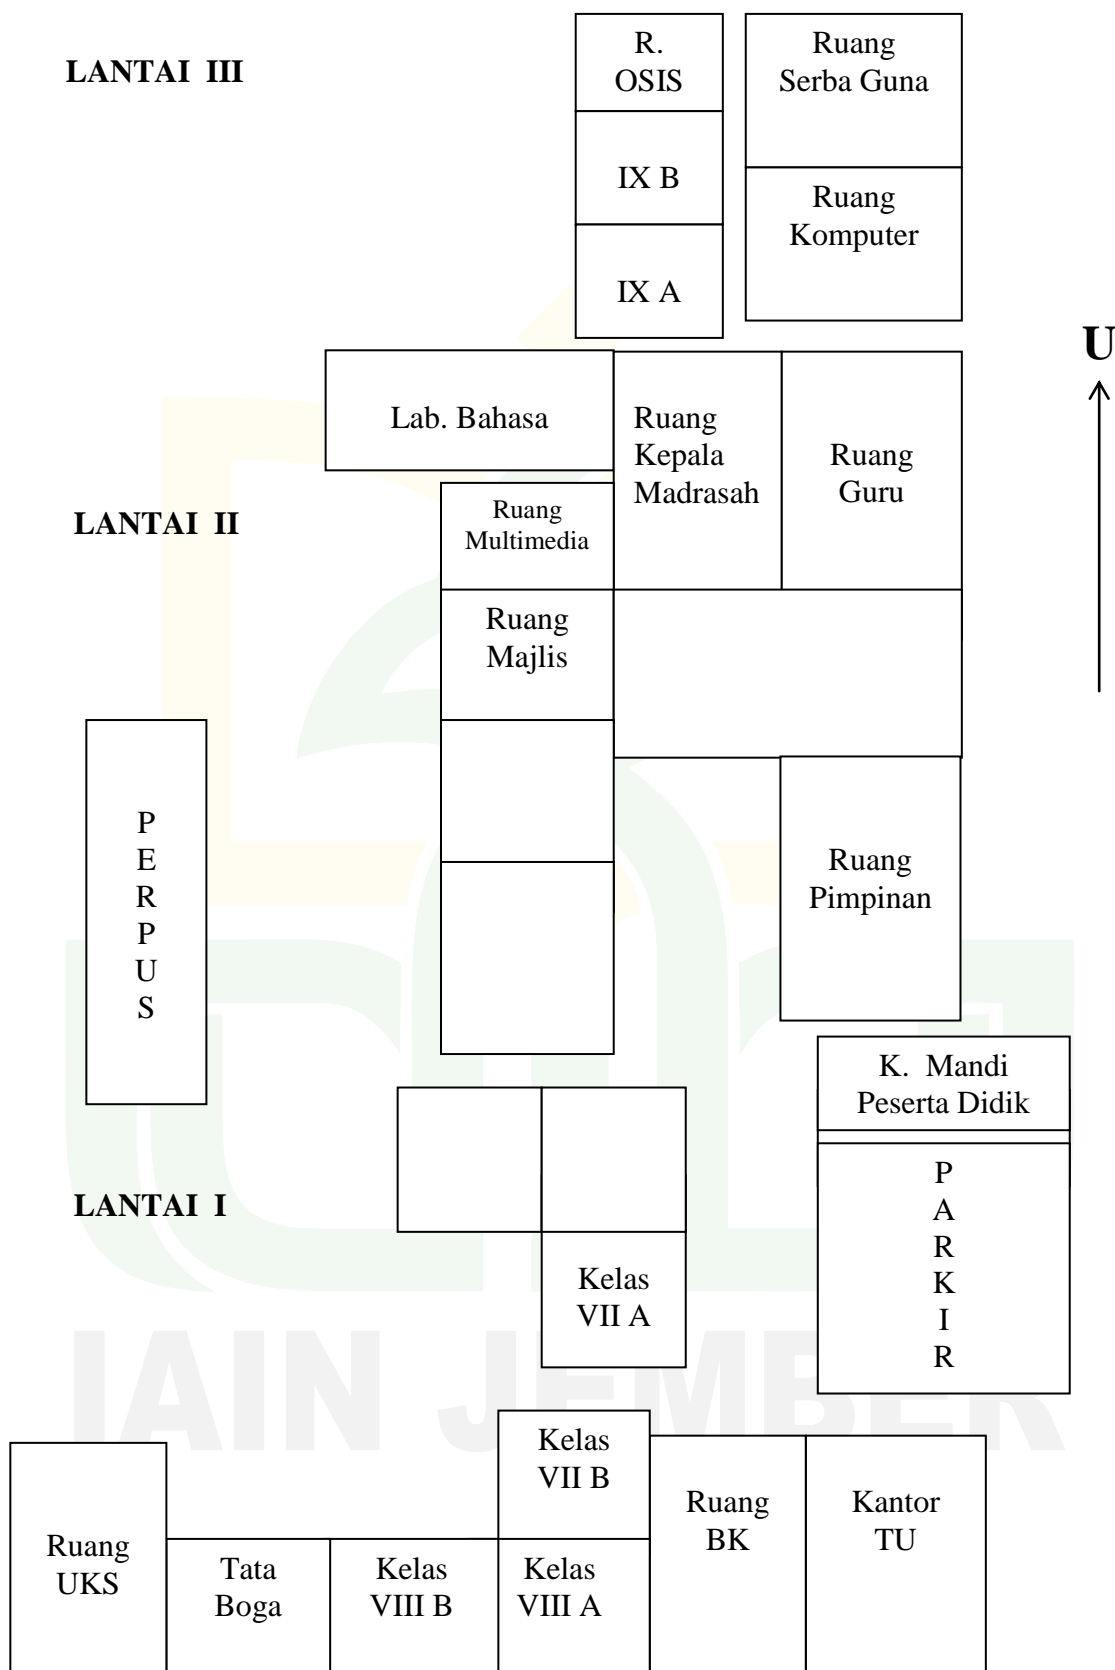 LANTAI III
R.
OSIS
Ruang
Serba Guna
IX B
Ruang
Komputer
IX A
U
Lab. Bahasa
Ruang
Kepala
Madrasah
Ruang
Guru
LANTAI II
Ruang
Multimedia
Ruang
Majlis
P
E
R
P
U
S
Ruang
Pimpinan
K. Mandi
Peserta Didik
LANTAI I
P
A
R
K
I
R
Kelas
VII A
IAIN JEMBER
Kelas
VII B
Ruang
BK
Kantor
TU
Ruang
UKS
Tata
Boga
Kelas
VIII B
Kelas
VIII A